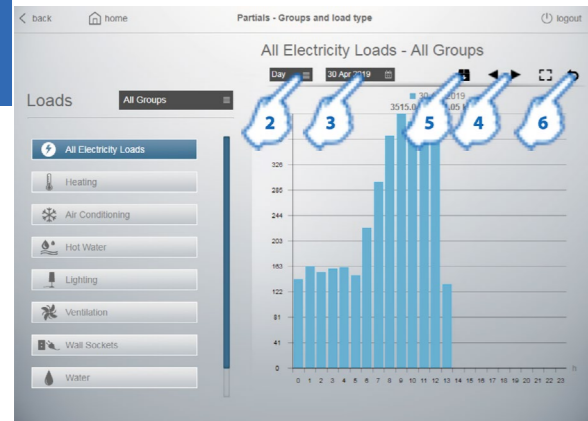 back
home
Partials - Groups and load type
logout
All Electricity Loads - All Groups
Day
30 Apr 2019
Loads
All Groups
2
3
5
4
6
All Electricity Loads
Heating
Air Conditioning
Hot Water
Lighting
Ventilation
Wall Sockets
Water
326
285
244
203
163
122
81
41
0
0 1 2 3 4 5 6 7 8 9 10 11 12 13 14 15 16 17 18 19 20 21 22 23